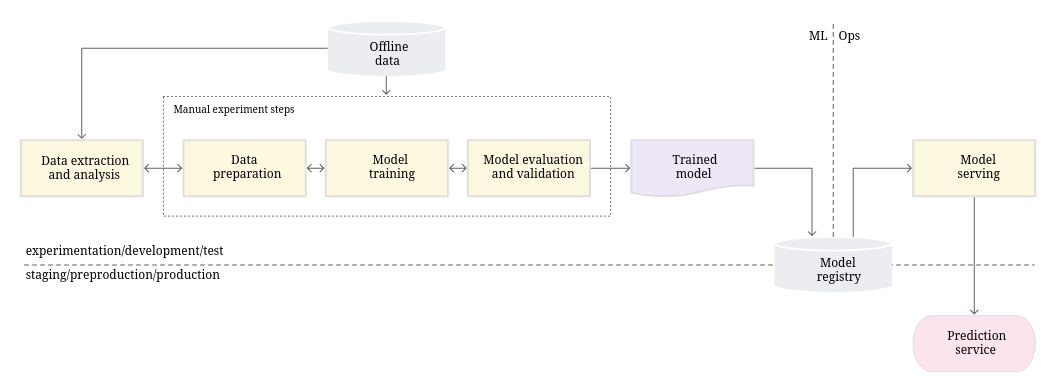 Offline
data
ML
Ops
Manual experiment steps
Data extraction
and analysis
Data
preparation
Model
training
Model evaluation
and validation
Trained
model
Model
serving
experimentation/development/test
staging/preproduction/production
Model
registry
Prediction
service